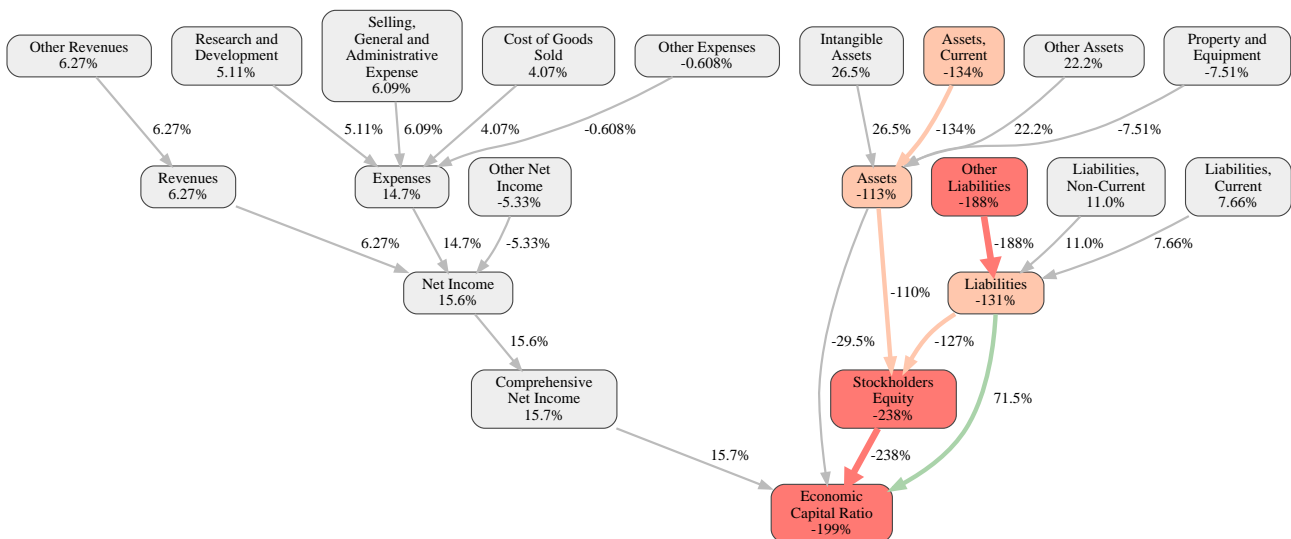 Other Revenues
6.27%
Research and
Development
5.11%
Selling,
General and
Administrative
Expense
6.09%
Cost of Goods
Sold
4.07%
Other Expenses
-0.608%
Intangible
Assets
26.5%
Assets,
Current
-134%
Other Assets
22.2%
Property and
Equipment
-7.51%
6.27%
5.11%
6.09%
4.07%
-0.608%
26.5%
-134%
22.2%
-7.51%
Revenues
6.27%
Expenses
14.7%
Other Net
Income
-5.33%
Assets
-113%
Other
Liabilities
-188%
Liabilities,
Non-Current
11.0%
Liabilities,
Current
7.66%
6.27%
14.7%
-5.33%
-188%
11.0%
7.66%
Net Income
15.6%
Liabilities
-131%
-110%
15.6%
-29.5%
-127%
Comprehensive
Net Income
15.7%
Stockholders
Equity
-238%
71.5%
15.7%
-238%
Economic
Capital Ratio
-199%